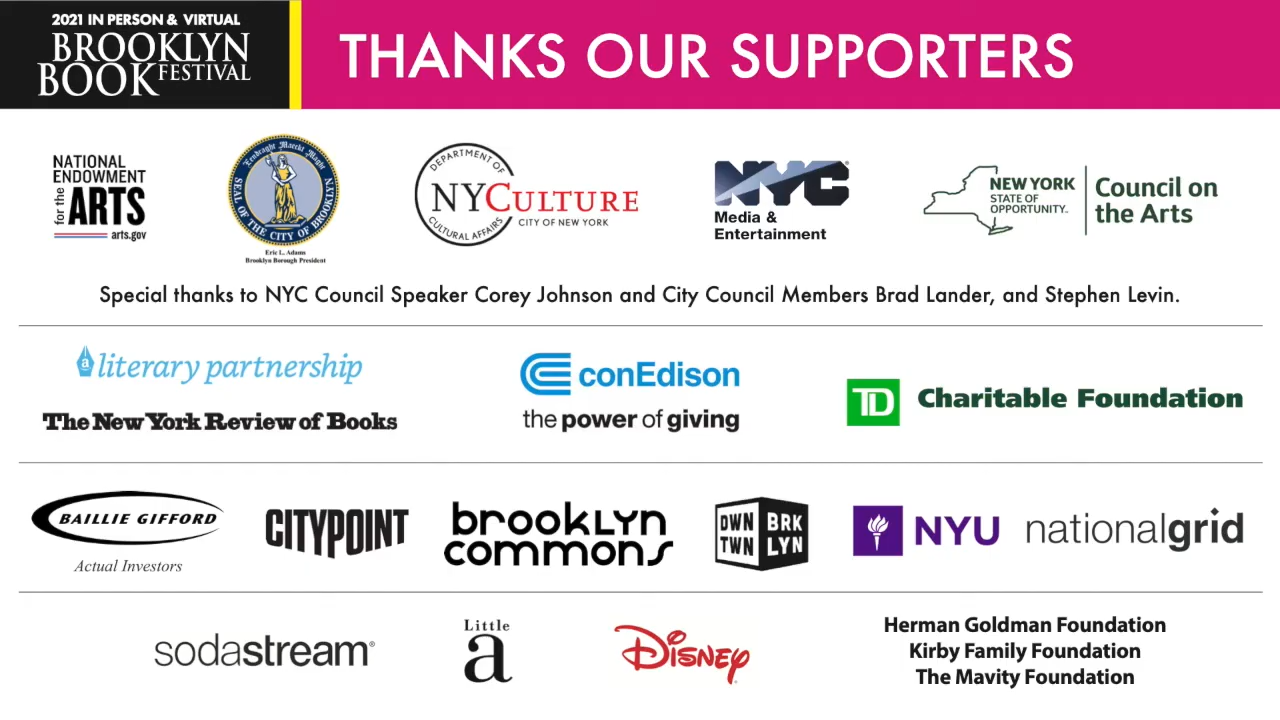 2021 IN PERSON & VIRTUAL
BROOKLYN
BOOK FESTIVAL
THANKS OUR SUPPORTERS
NATIONAL
ENDOWMENT
for the
ARTS
arts.gov
Eendraght Maeckt Maght
SEAL OF THE CITY OF BROOKLYN
Eric L. Adams
Brooklyn Borough President
DEPARTMENT OF
NYCULTURE
CITY OF NEW YORK
CULTURAL AFFAIRS
NYC®
Media &
Entertainment
NEW YORK
STATE OF
OPPORTUNITY™
Council on
the Arts
Special thanks to NYC Council Speaker Corey Johnson and City Council Members Brad Lander, and Stephen Levin.
a literary partnership
The New York Review of Books
conEdison
the power of giving
TD Charitable Foundation
BAILLIE GIFFORD
Actual Investors
CITYPOINT
brooklyn
commons
DWN
TWN
BRK
LYN
NYU
nationalgrid
sodastream®
Little
a
Disney
Herman Goldman Foundation
Kirby Family Foundation
The Mavity Foundation